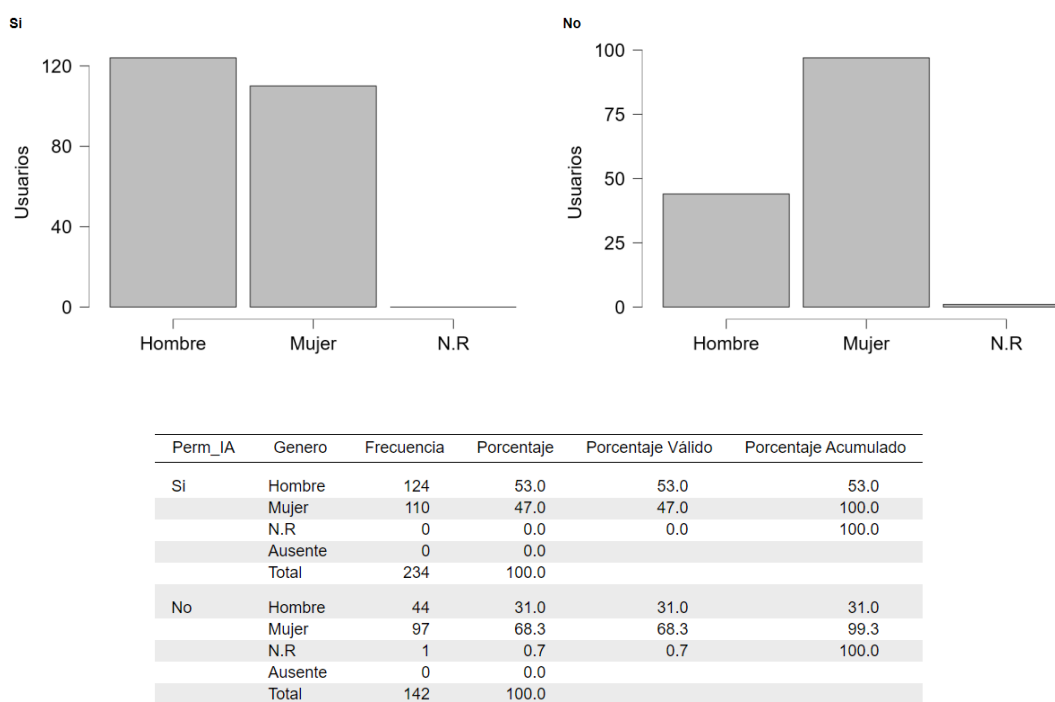 Si
No
Usuarios
120
80
40
0
Hombre Mujer N.R
Usuarios
100
75
50
25
0
Hombre Mujer N.R
Perm_IA Genero Frecuencia Porcentaje Porcentaje Válido Porcentaje Acumulado
Si Hombre 124 53.0 53.0 53.0
Mujer 110 47.0 47.0 100.0
N.R 0 0.0 0.0 100.0
Ausente 0 0.0
Total 234 100.0
No Hombre 44 31.0 31.0 31.0
Mujer 97 68.3 68.3 99.3
N.R 1 0.7 0.7 100.0
Ausente 0 0.0
Total 142 100.0